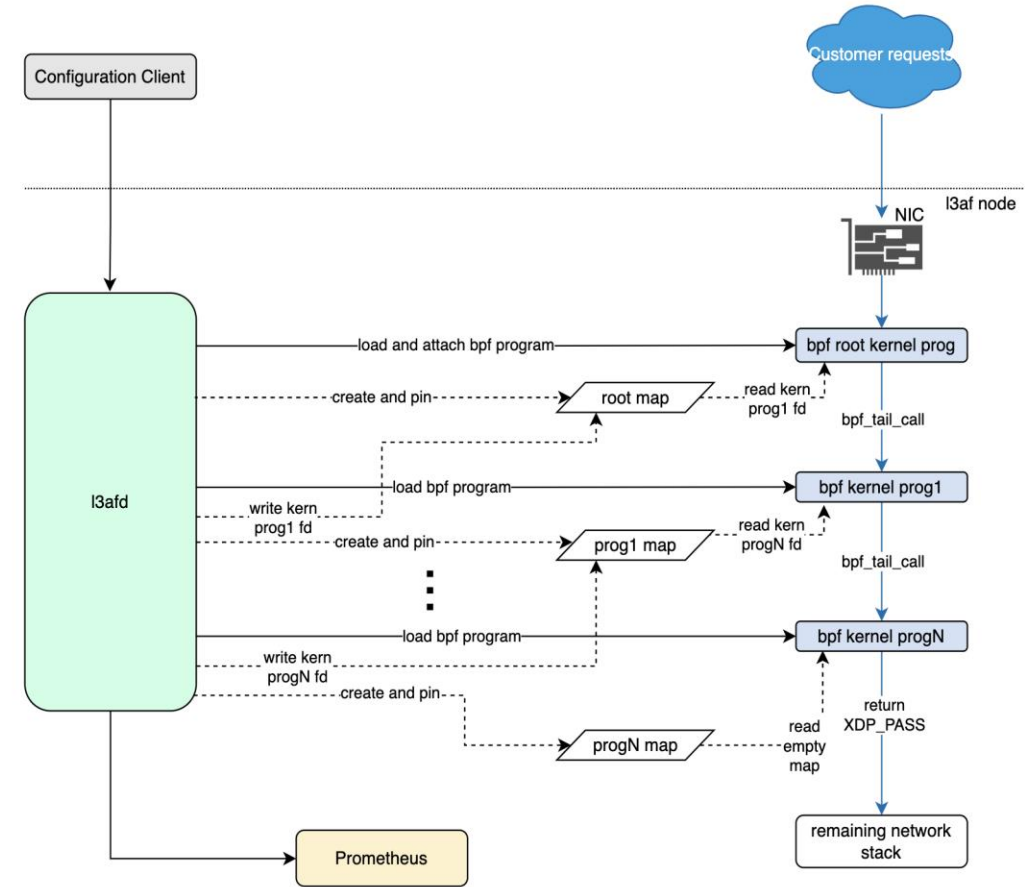 Customer requests
Configuration Client
l3af node
NIC
load and attach bpf program
bpf root kernel prog
create and pin
root map
read kern
prog1 fd
bpf_tail_call
l3afd
load bpf program
bpf kernel prog1
write kern
prog1 fd
create and pin
prog1 map
read kern
progN fd
bpf_tail_call
load bpf program
bpf kernel progN
write kern
progN fd
create and pin
progN map
read
empty
map
return
XDP_PASS
remaining network
stack
Prometheus